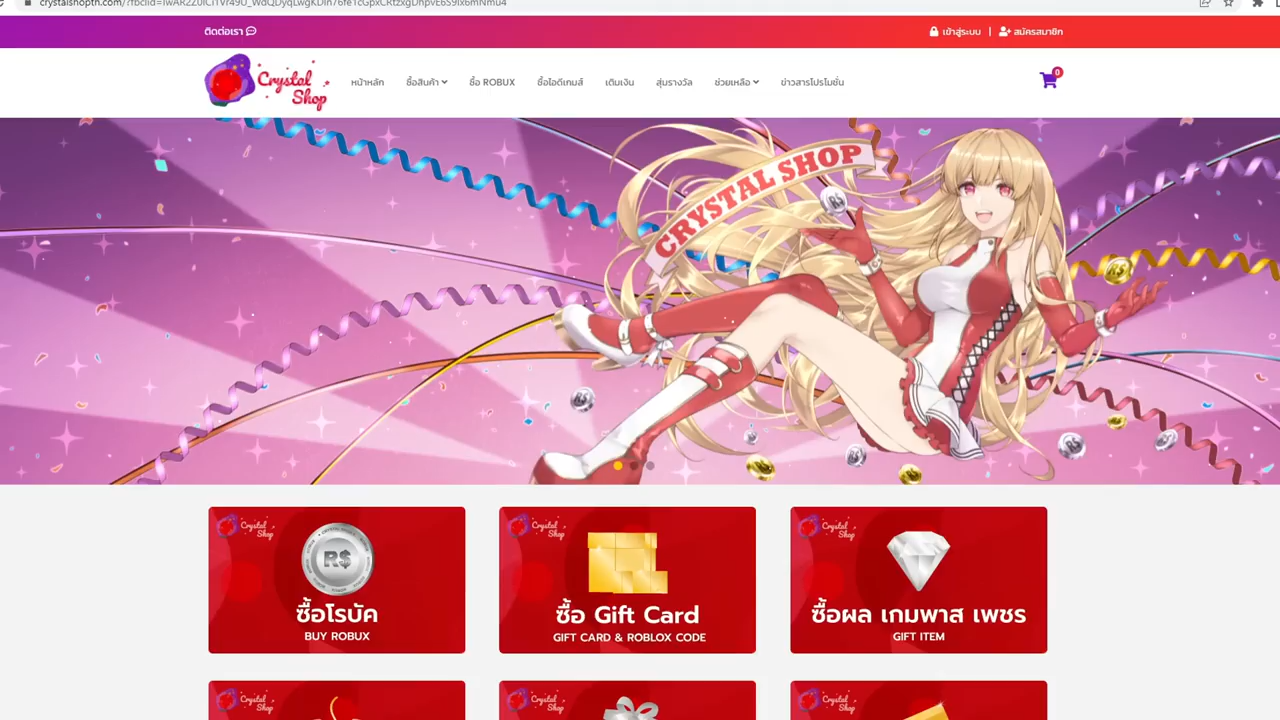 ติดต่อเรา
เข้าสู่ระบบ | สมัครสมาชิก
Crystal Shop
หน้าหลัก ซื้อสินค้า ซื้อ ROBUX ซื้อไอดีเกมส์ เติมเงิน สุ่มรางวัล ช่วยเหลือ ข่าวสารโปรโมชั่น
0
CRYSTAL SHOP
Crystal Shop
R$
ซื้อโรบัค
BUY ROBUX
Crystal Shop
ซื้อ Gift Card
GIFT CARD & ROBLOX CODE
Crystal Shop
ซื้อผล เกมพาส เพชร
GIFT ITEM
Crystal Shop
Crystal Shop
Crystal Shop